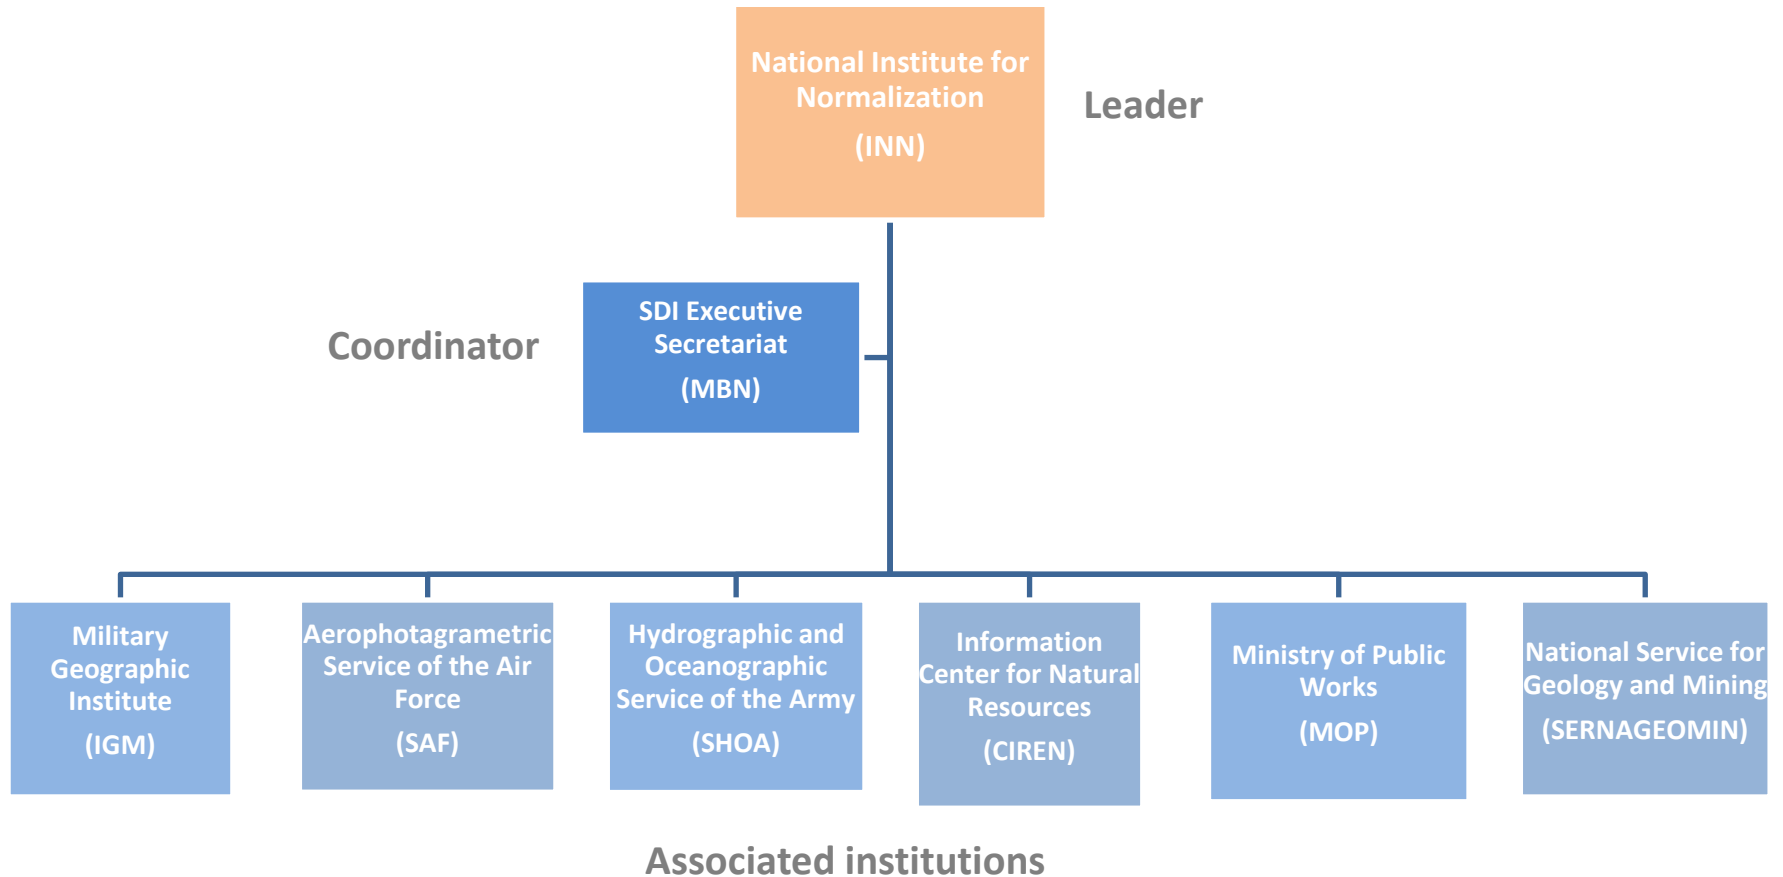 National Institute for
Normalization
(INN)
Leader
SDI Executive
Secretariat
(MBN)
Coordinator
Military
Geographic
Institute
(IGM)
Aerophotagrametric
Service of the Air
Force
(SAF)
Hydrographic and
Oceanographic
Service of the Army
(SHOA)
Information
Center for Natural
Resources
(CIREN)
Ministry of Public
Works
(MOP)
National Service for
Geology and Mining
(SERNAGEOMIN)
Associated institutions